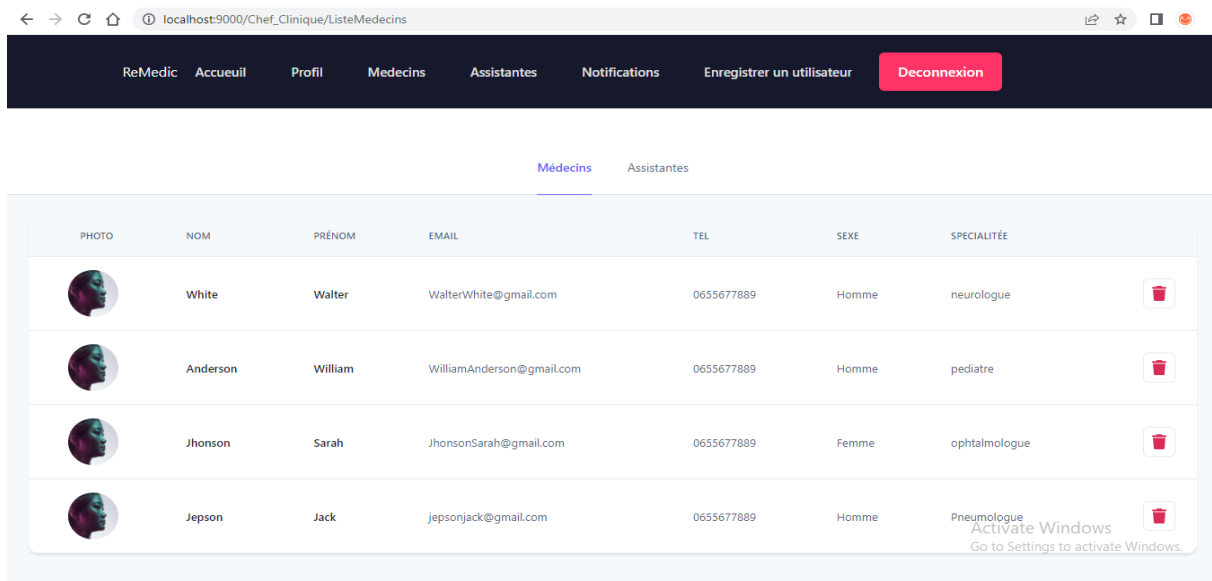 localhost:9000/Chef_Clinique/ListeMedecins
ReMedic Accueuil Profil Medecins Assistantes Notifications Enregistrer un utilisateur Deconnexion
Médecins Assistantes
PHOTO NOM PRÉNOM EMAIL TEL SEXE SPECIALITÉE
White Walter WalterWhite@gmail.com 0655677889 Homme neurologue
Anderson William WilliamAnderson@gmail.com 0655677889 Homme pediatre
Jhonson Sarah JhonsonSarah@gmail.com 0655677889 Femme ophtalmologue
Jepson Jack jepsonjack@gmail.com 0655677889 Homme Pneumologue
Activate Windows
Go to Settings to activate Windows.